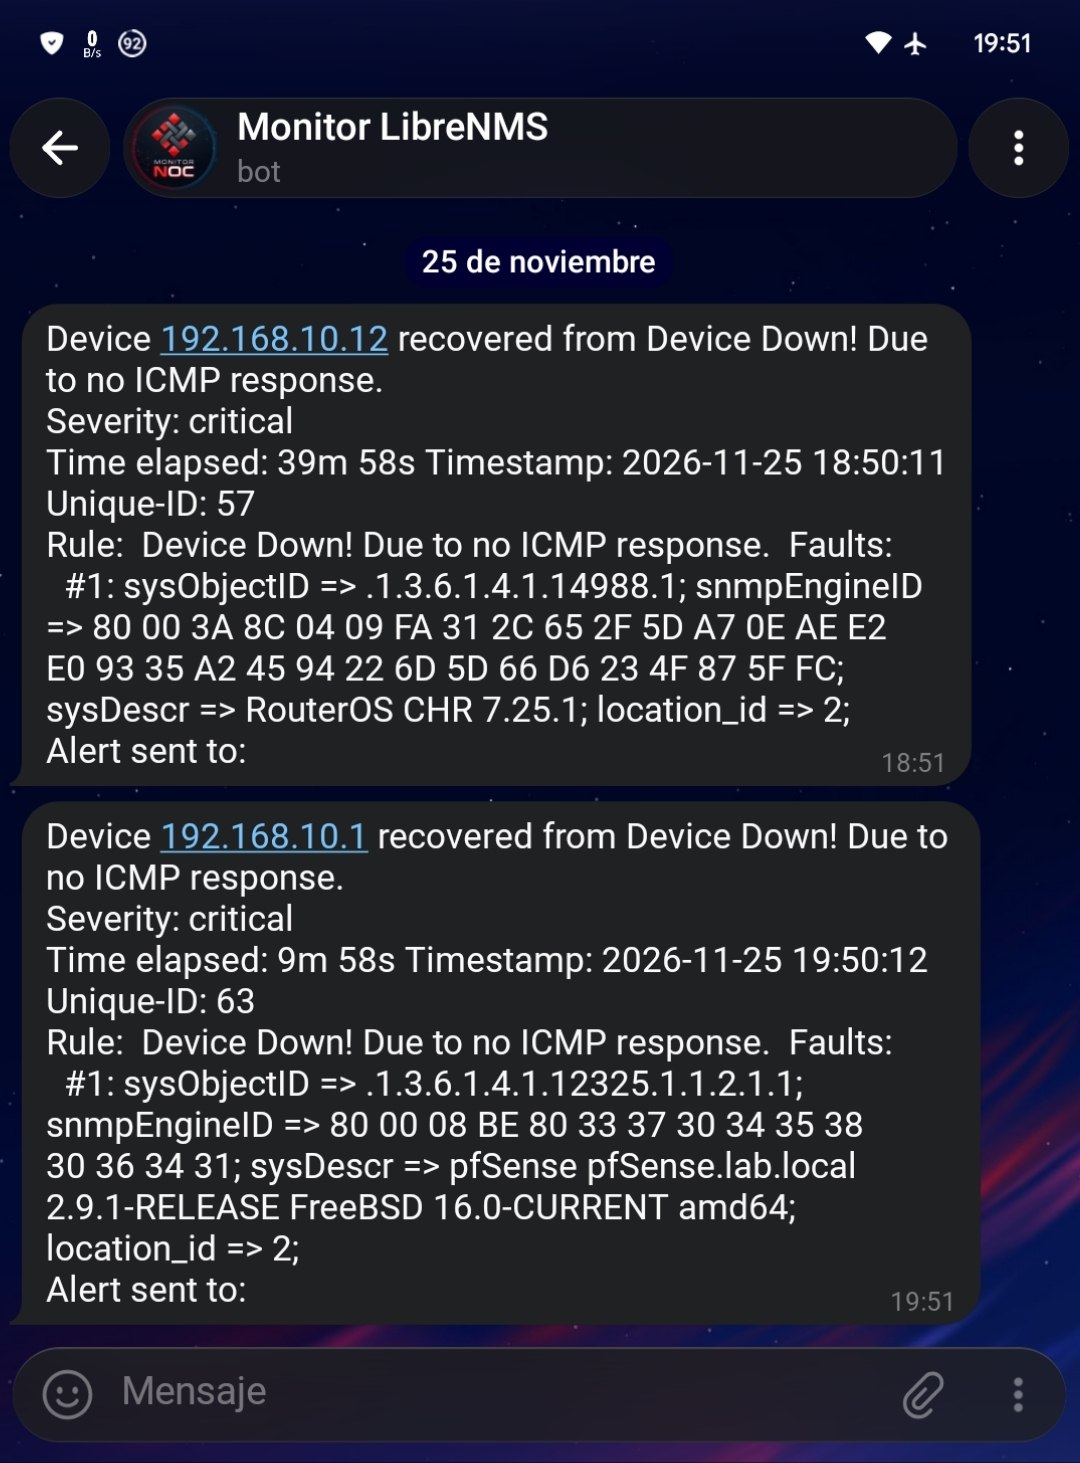 0
B/s
92
19:51
MONITOR
NOC
Monitor LibreNMS
bot
25 de noviembre
Device 192.168.10.12 recovered from Device Down! Due
to no ICMP response.
Severity: critical
Time elapsed: 39m 58s Timestamp: 2026-11-25 18:50:11
Unique-ID: 57
Rule:  Device Down! Due to no ICMP response.  Faults:
  #1: sysObjectID => .1.3.6.1.4.1.14988.1; snmpEngineID
=> 80 00 3A 8C 04 09 FA 31 2C 65 2F 5D A7 0E AE E2
E0 93 35 A2 45 94 22 6D 5D 66 D6 23 4F 87 5F FC;
sysDescr => RouterOS CHR 7.25.1; location_id => 2;
Alert sent to:
18:51
Device 192.168.10.1 recovered from Device Down! Due to
no ICMP response.
Severity: critical
Time elapsed: 9m 58s Timestamp: 2026-11-25 19:50:12
Unique-ID: 63
Rule:  Device Down! Due to no ICMP response.  Faults:
  #1: sysObjectID => .1.3.6.1.4.1.12325.1.1.2.1.1;
snmpEngineID => 80 00 08 BE 80 33 37 30 34 35 38
30 36 34 31; sysDescr => pfSense pfSense.lab.local
2.9.1-RELEASE FreeBSD 16.0-CURRENT amd64;
location_id => 2;
Alert sent to:
19:51
Mensaje